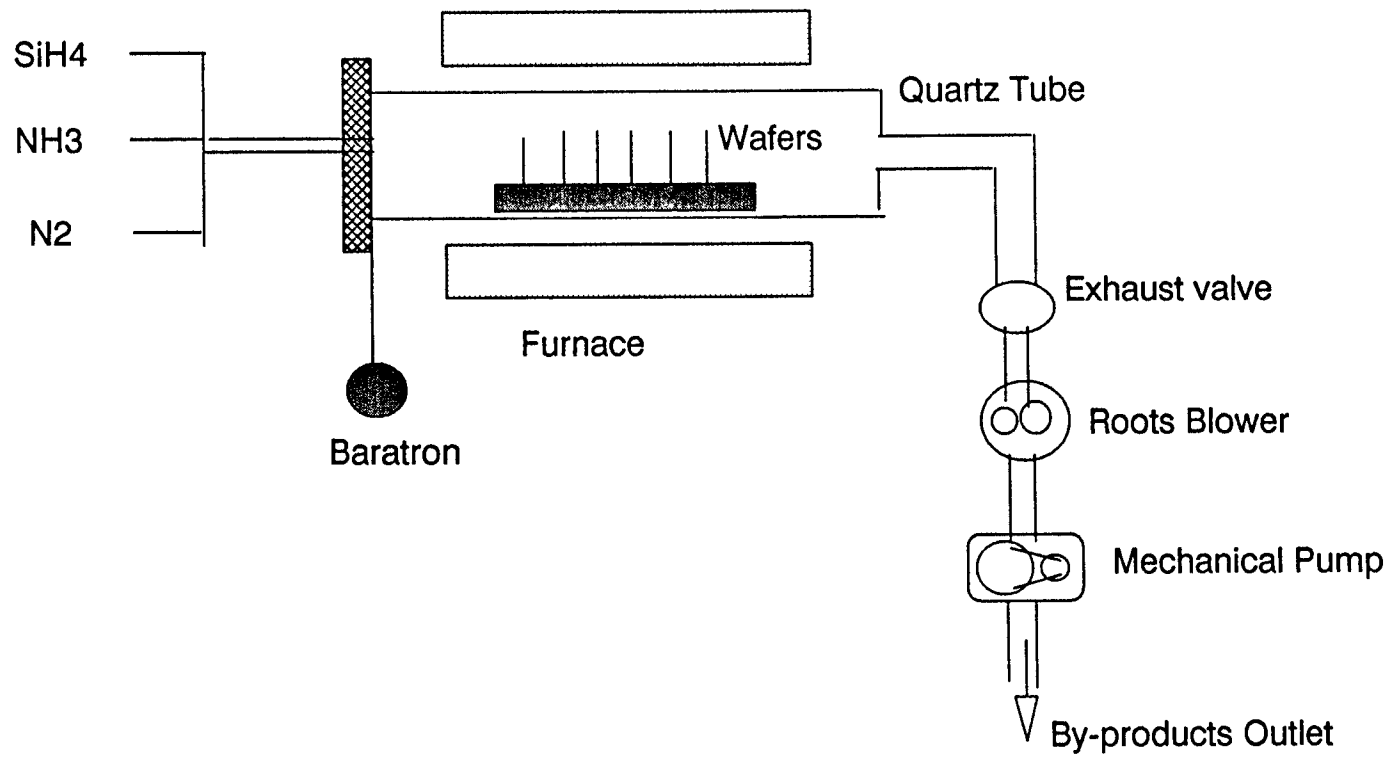 SiH4
Quartz Tube
NH3
Wafers
N2
Exhaust valve
Furnace
Roots Blower
Baratron
Mechanical Pump
By-products Outlet